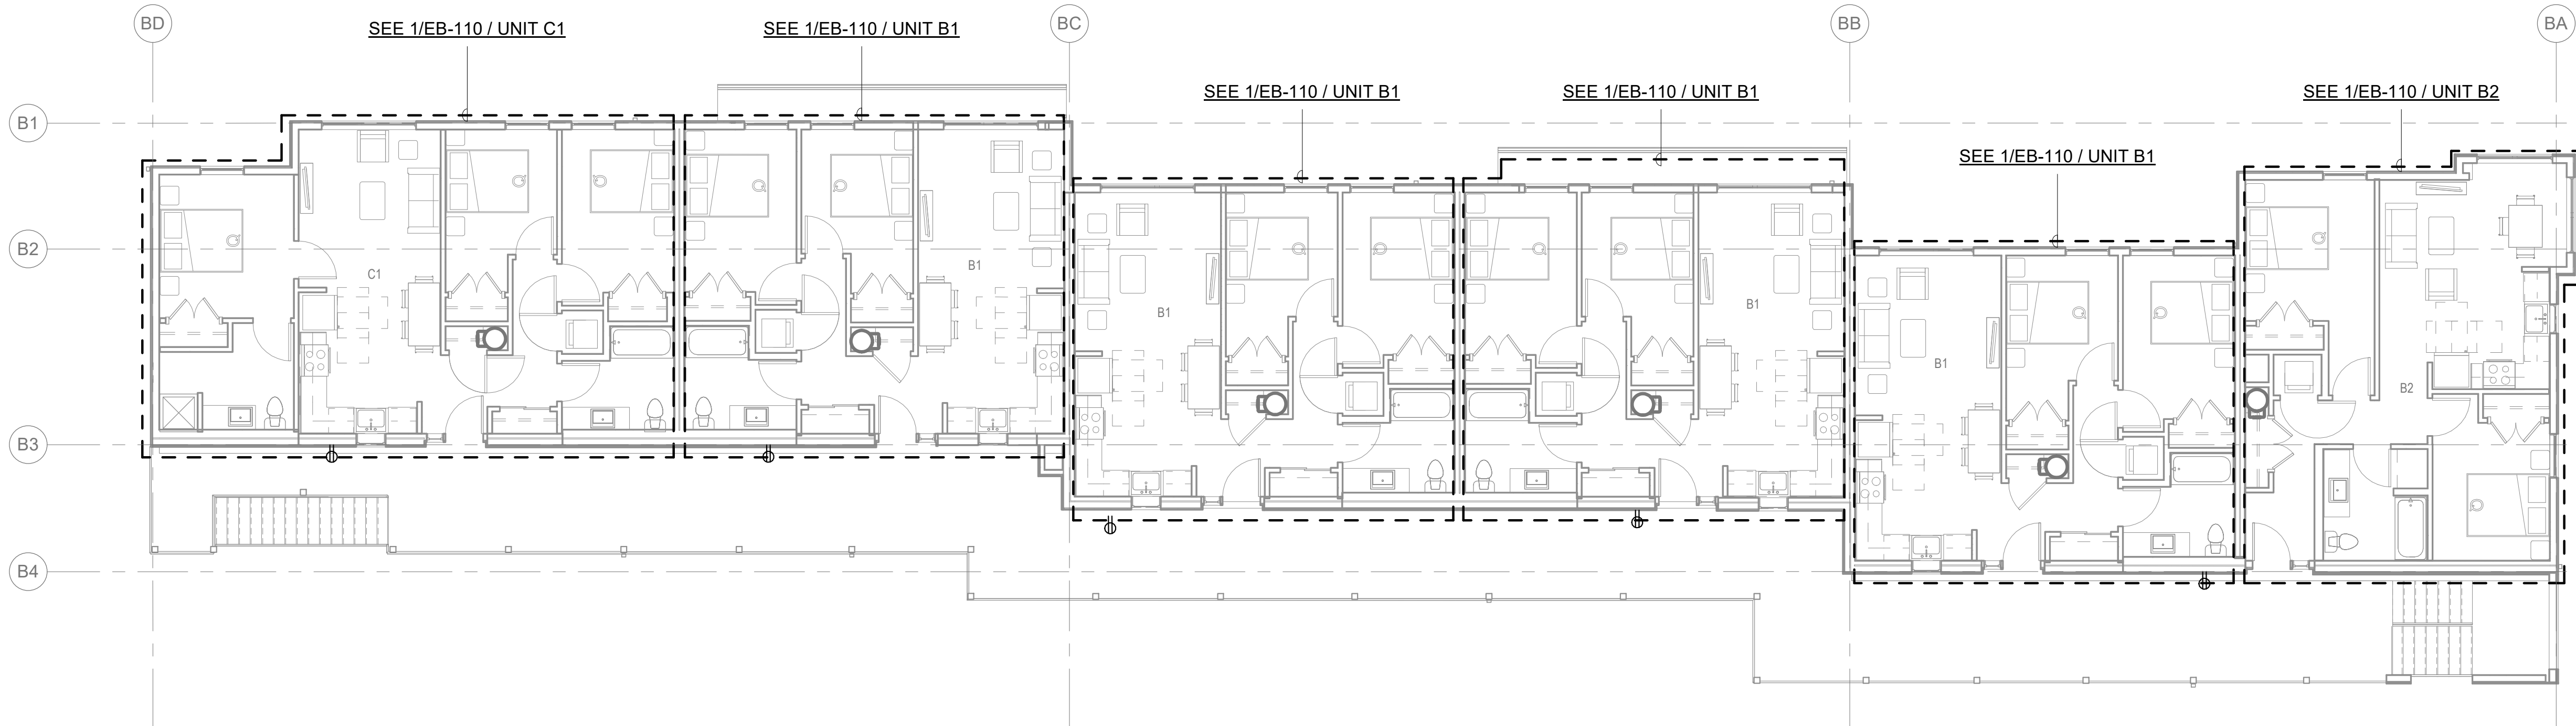 BD
BC
BB
BA
SEE 1/EB-110 / UNIT C1
SEE 1/EB-110 / UNIT B1
SEE 1/EB-110 / UNIT B1
SEE 1/EB-110 / UNIT B1
SEE 1/EB-110 / UNIT B2
SEE 1/EB-110 / UNIT B1
B1
B2
B3
B4
C1
B1
B1
B1
B1
B2